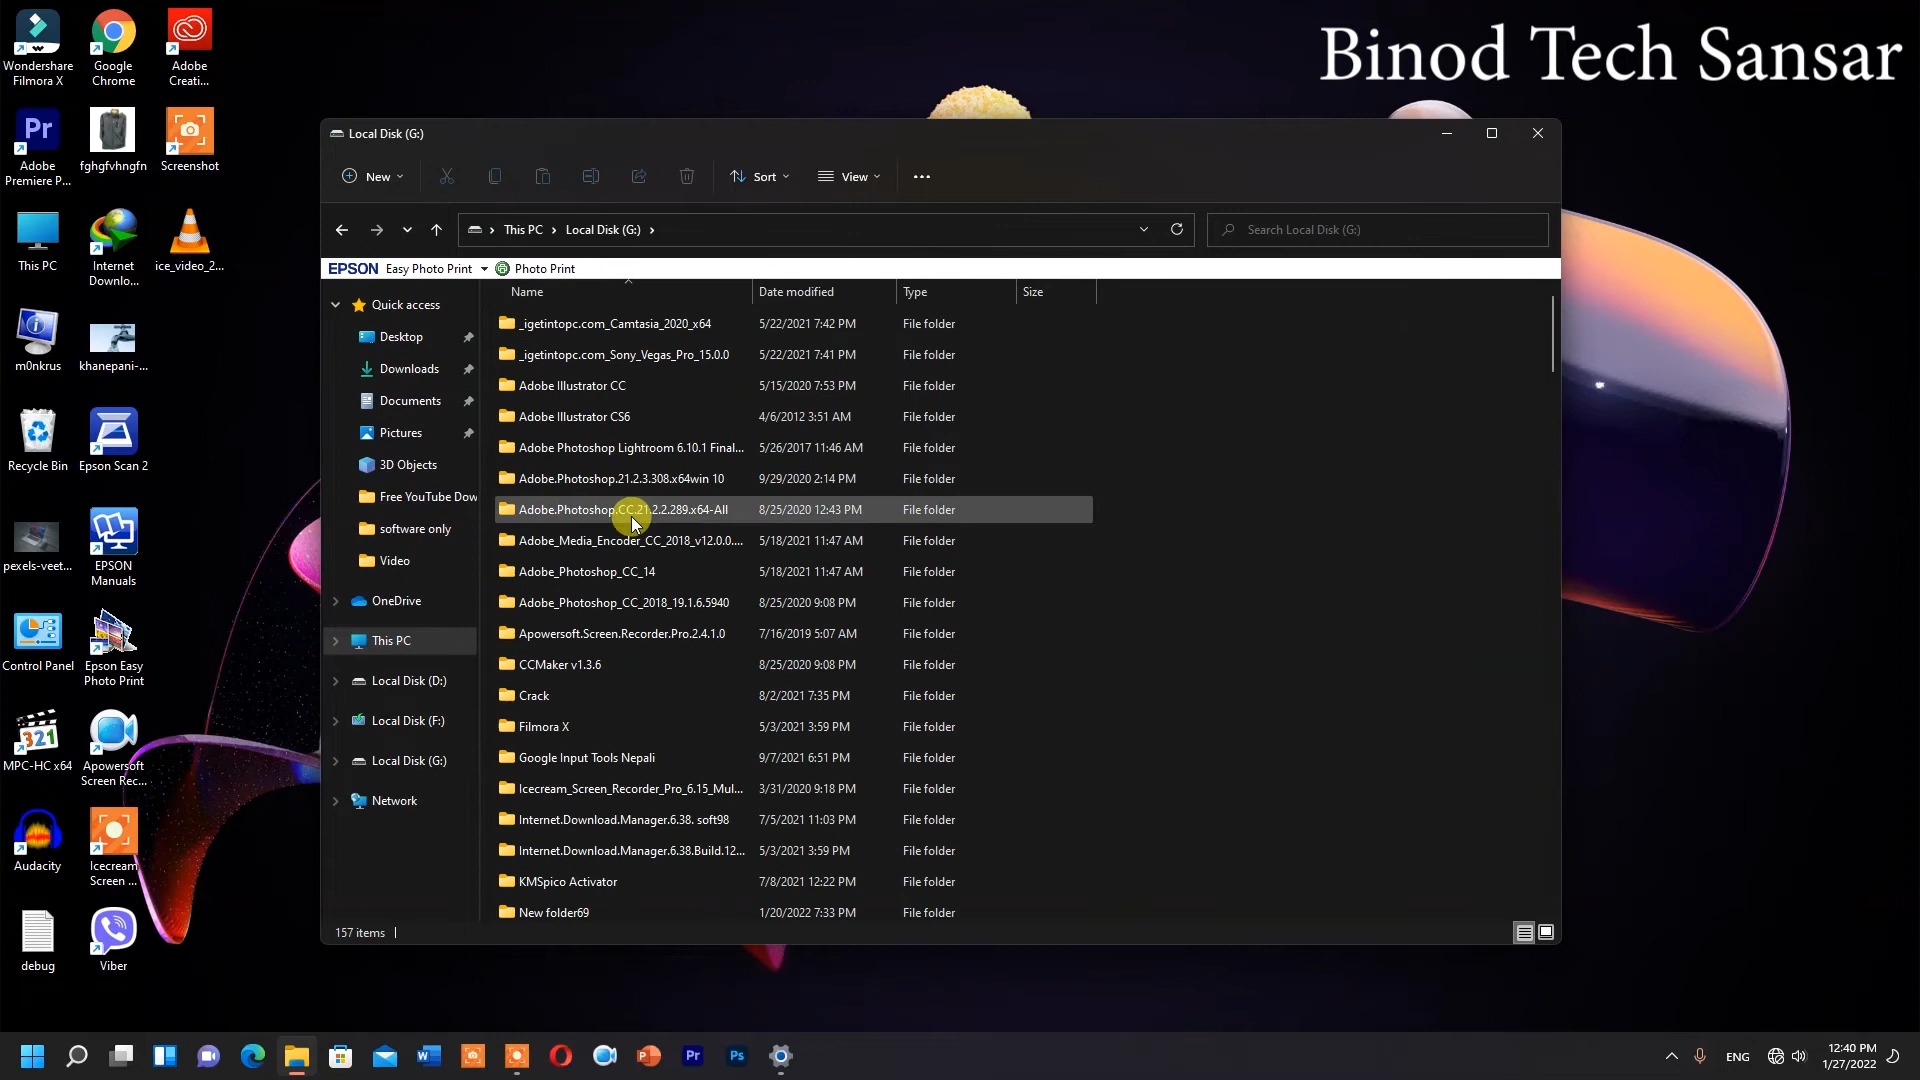 Binod Tech Sansar
Wondershare
Filmora X
Google
Chrome
Adobe
Creati...
Adobe
Premiere P...
fghgfvhngfn
Screenshot
This PC
Internet
Downlo...
ice_video_2...
m0nkrus
khanepani-...
Recycle Bin
Epson Scan 2
pexels-veet...
EPSON
Manuals
Control Panel
Epson Easy
Photo Print
MPC-HC x64
Apowersoft
Screen Rec...
Audacity
Icecream
Screen ...
debug
Viber
Local Disk (G:)
New
Sort
View
This PC
Local Disk (G:)
Search Local Disk (G:)
EPSON Easy Photo Print
Photo Print
Quick access
Desktop
Downloads
Documents
Pictures
3D Objects
Free YouTube Dow
software only
Video
OneDrive
This PC
Local Disk (D:)
Local Disk (F:)
Local Disk (G:)
Network
Name Date modified Type Size
_igetintopc.com_Camtasia_2020_x64 5/22/2021 7:42 PM File folder
_igetintopc.com_Sony_Vegas_Pro_15.0.0 5/22/2021 7:41 PM File folder
Adobe Illustrator CC 5/15/2020 7:53 PM File folder
Adobe Illustrator CS6 4/6/2012 3:51 AM File folder
Adobe Photoshop Lightroom 6.10.1 Final... 5/26/2017 11:46 AM File folder
Adobe.Photoshop.21.2.3.308.x64win 10 9/29/2020 2:14 PM File folder
Adobe.Photoshop.CC.21.2.2.289.x64-All 8/25/2020 12:43 PM File folder
Adobe_Media_Encoder_CC_2018_v12.0.0.... 5/18/2021 11:47 AM File folder
Adobe_Photoshop_CC_14 5/18/2021 11:47 AM File folder
Adobe_Photoshop_CC_2018_19.1.6.5940 8/25/2020 9:08 PM File folder
Apowersoft.Screen.Recorder.Pro.2.4.1.0 7/16/2019 5:07 AM File folder
CCMaker v1.3.6 8/25/2020 9:08 PM File folder
Crack 8/2/2021 7:35 PM File folder
Filmora X 5/3/2021 3:59 PM File folder
Google Input Tools Nepali 9/7/2021 6:51 PM File folder
Icecream_Screen_Recorder_Pro_6.15_Mul... 3/31/2020 9:18 PM File folder
Internet.Download.Manager.6.38. soft98 7/5/2021 11:03 PM File folder
Internet.Download.Manager.6.38.Build.12... 5/3/2021 3:59 PM File folder
KMSpico Activator 7/8/2021 12:22 PM File folder
New folder69 1/20/2022 7:33 PM File folder
157 items
ENG
12:40 PM
1/27/2022